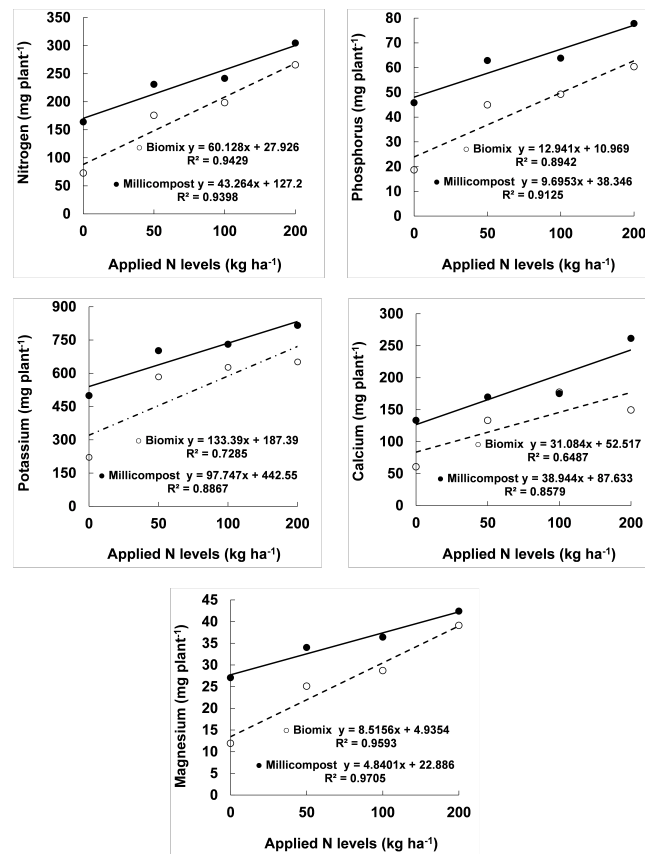 Nitrogen (mg plant⁻¹)
350
300
250
200
150
100
50
0
Biomix y = 60.128x + 27.926
R² = 0.9429
Millicompost y = 43.264x + 127.2
R² = 0.9398
0 50 100 200
Applied N levels (kg ha⁻¹)
Phosphorus (mg plant⁻¹)
80
70
60
50
40
30
20
10
0
Biomix y = 12.941x + 10.969
R² = 0.8942
Millicompost y = 9.6953x + 38.346
R² = 0.9125
0 50 100 200
Applied N levels (kg ha⁻¹)
Potassium (mg plant⁻¹)
900
750
600
450
300
150
0
Biomix y = 133.39x + 187.39
R² = 0.7285
Millicompost y = 97.747x + 442.55
R² = 0.8867
0 50 100 200
Applied N levels (kg ha⁻¹)
Calcium (mg plant⁻¹)
300
250
200
150
100
50
0
Biomix y = 31.084x + 52.517
R² = 0.6487
Millicompost y = 38.944x + 87.633
R² = 0.8579
0 50 100 200
Applied N levels (kg ha⁻¹)
Magnesium (mg plant⁻¹)
45
40
35
30
25
20
15
10
5
0
Biomix y = 8.5156x + 4.9354
R² = 0.9593
Millicompost y = 4.8401x + 22.886
R² = 0.9705
0 50 100 200
Applied N levels (kg ha⁻¹)